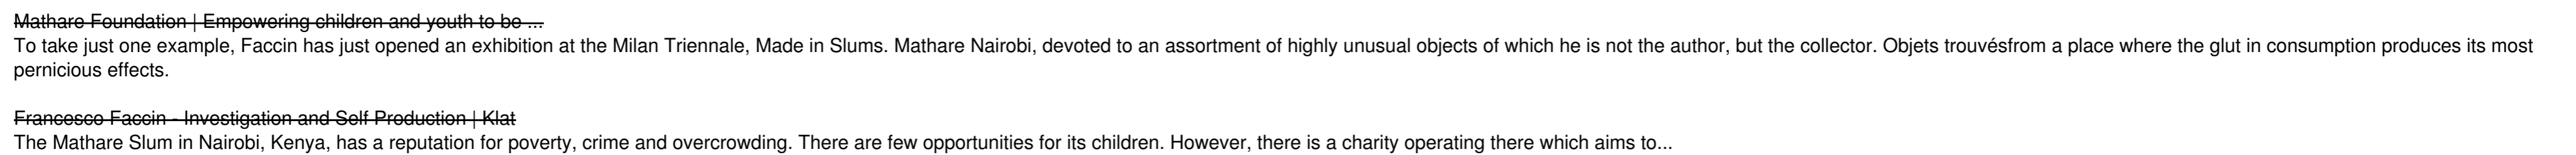 Mathare Foundation | Empowering children and youth to be ...
To take just one example, Faccin has just opened an exhibition at the Milan Triennale, Made in Slums. Mathare Nairobi, devoted to an assortment of highly unusual objects of which he is not the author, but the collector. Objets trouvésfrom a place where the glut in consumption produces its most
pernicious effects.
Francesco Faccin - Investigation and Self Production | Klat
The Mathare Slum in Nairobi, Kenya, has a reputation for poverty, crime and overcrowding. There are few opportunities for its children. However, there is a charity operating there which aims to...